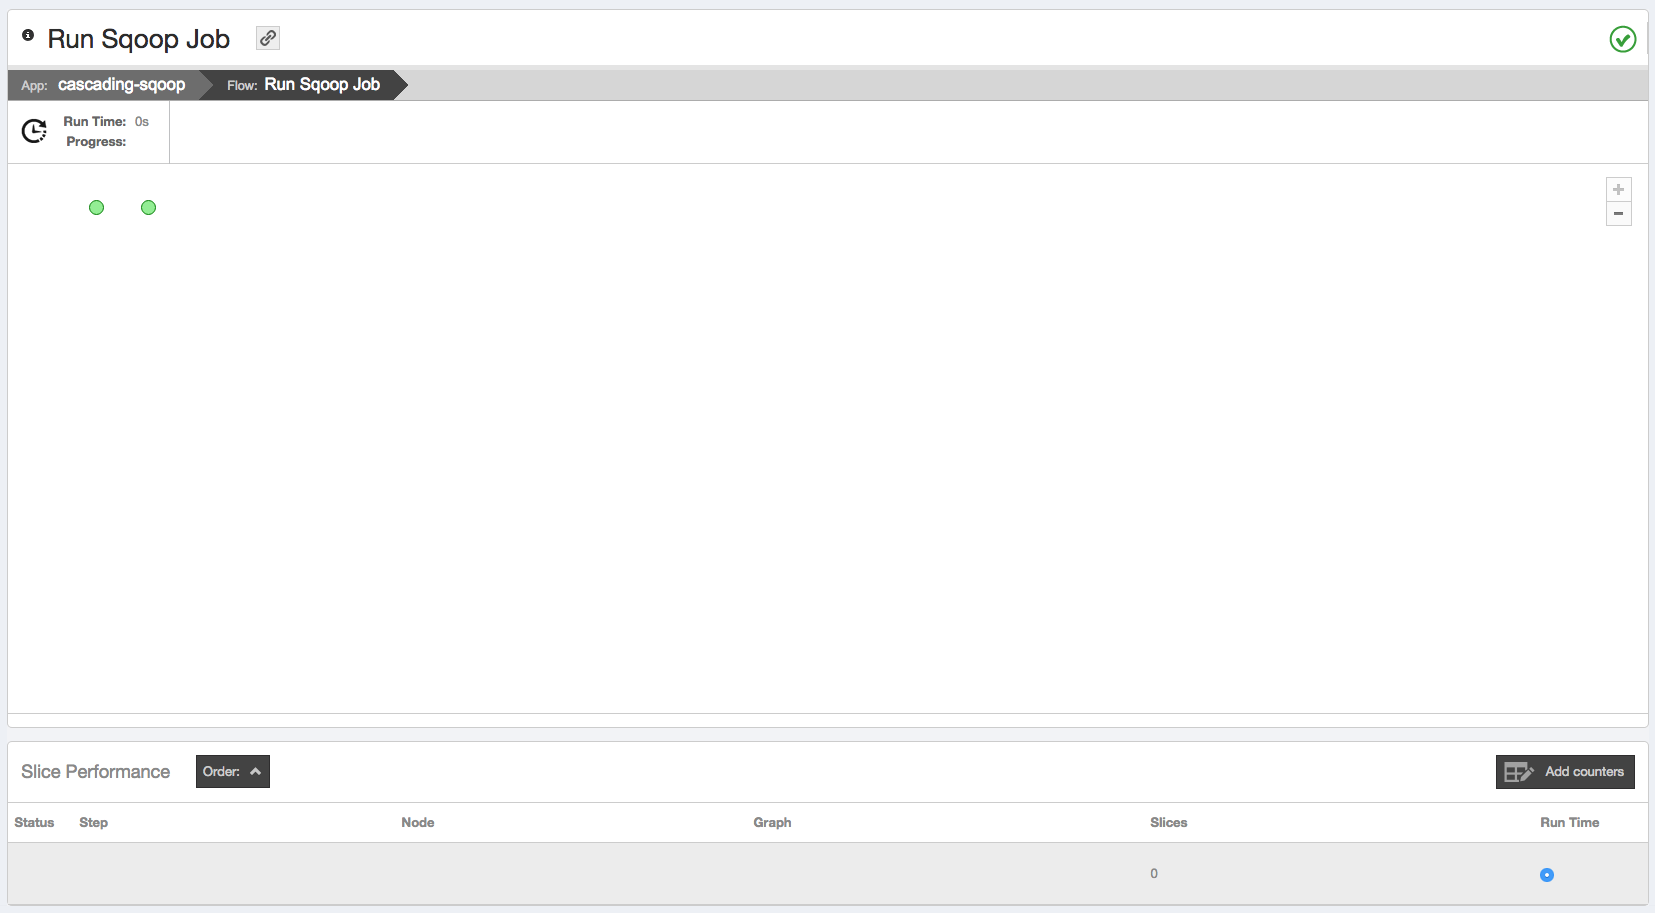 Run Sqoop Job
App: cascading-sqoop Flow: Run Sqoop Job
Run Time: 0s
Progress:
Slice Performance Order: Add counters
Status Step Node Graph Slices Run Time
0